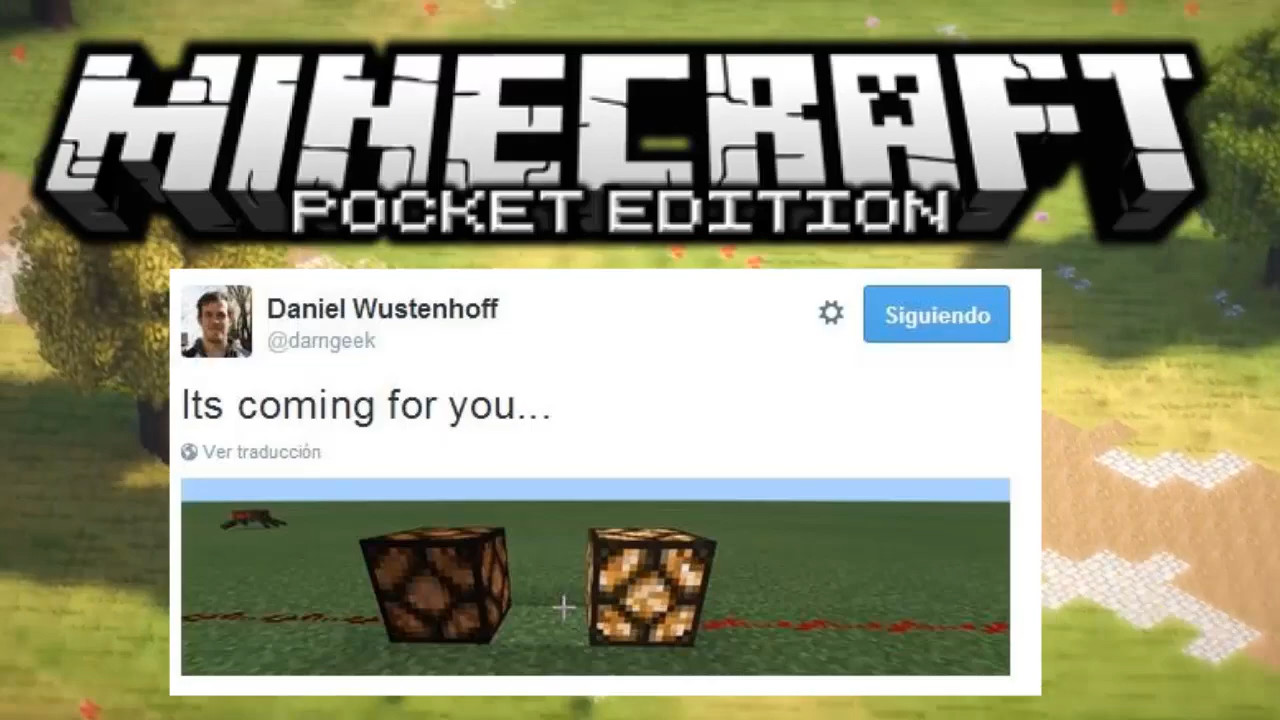 MINECRAFT
POCKET EDITION
Daniel Wustenhoff
@darngeek
Siguiendo
Its coming for you...
Ver traducción